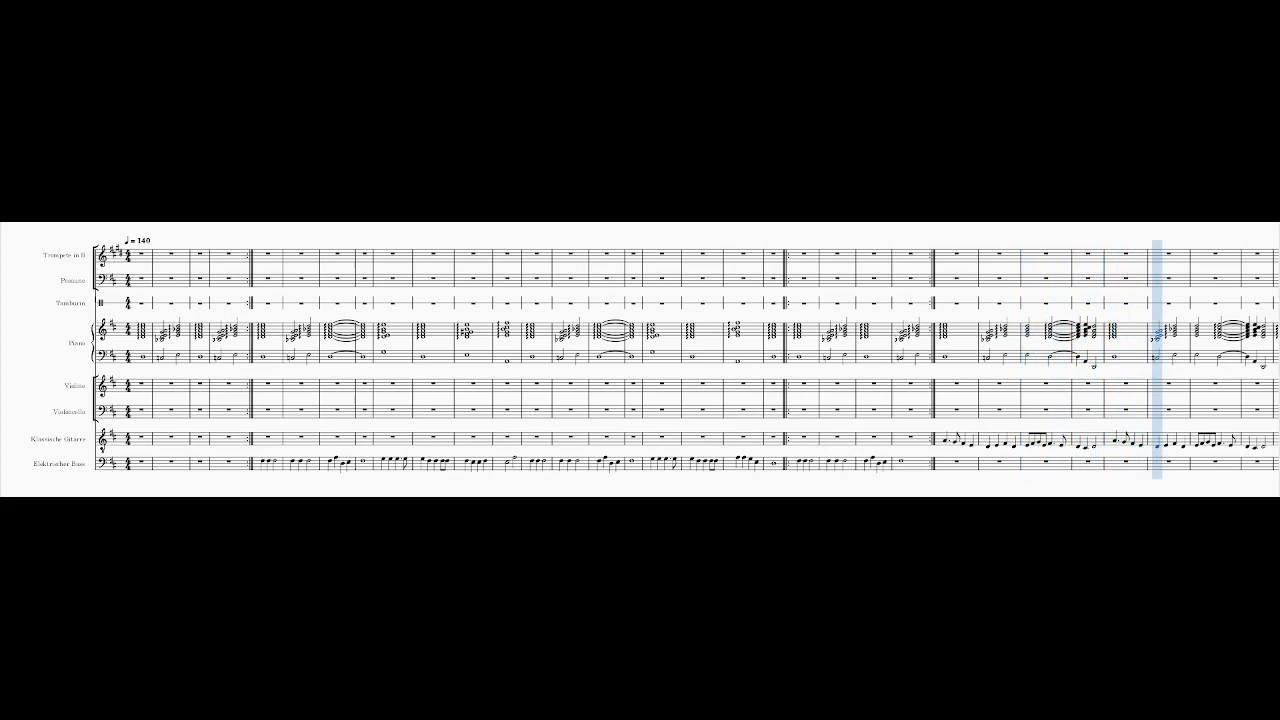 ♩ = 140
Trompete in B
Posaune
Tamburin
Piano
Violine
Violoncello
Klassische Gitarre
Elektrischer Bass